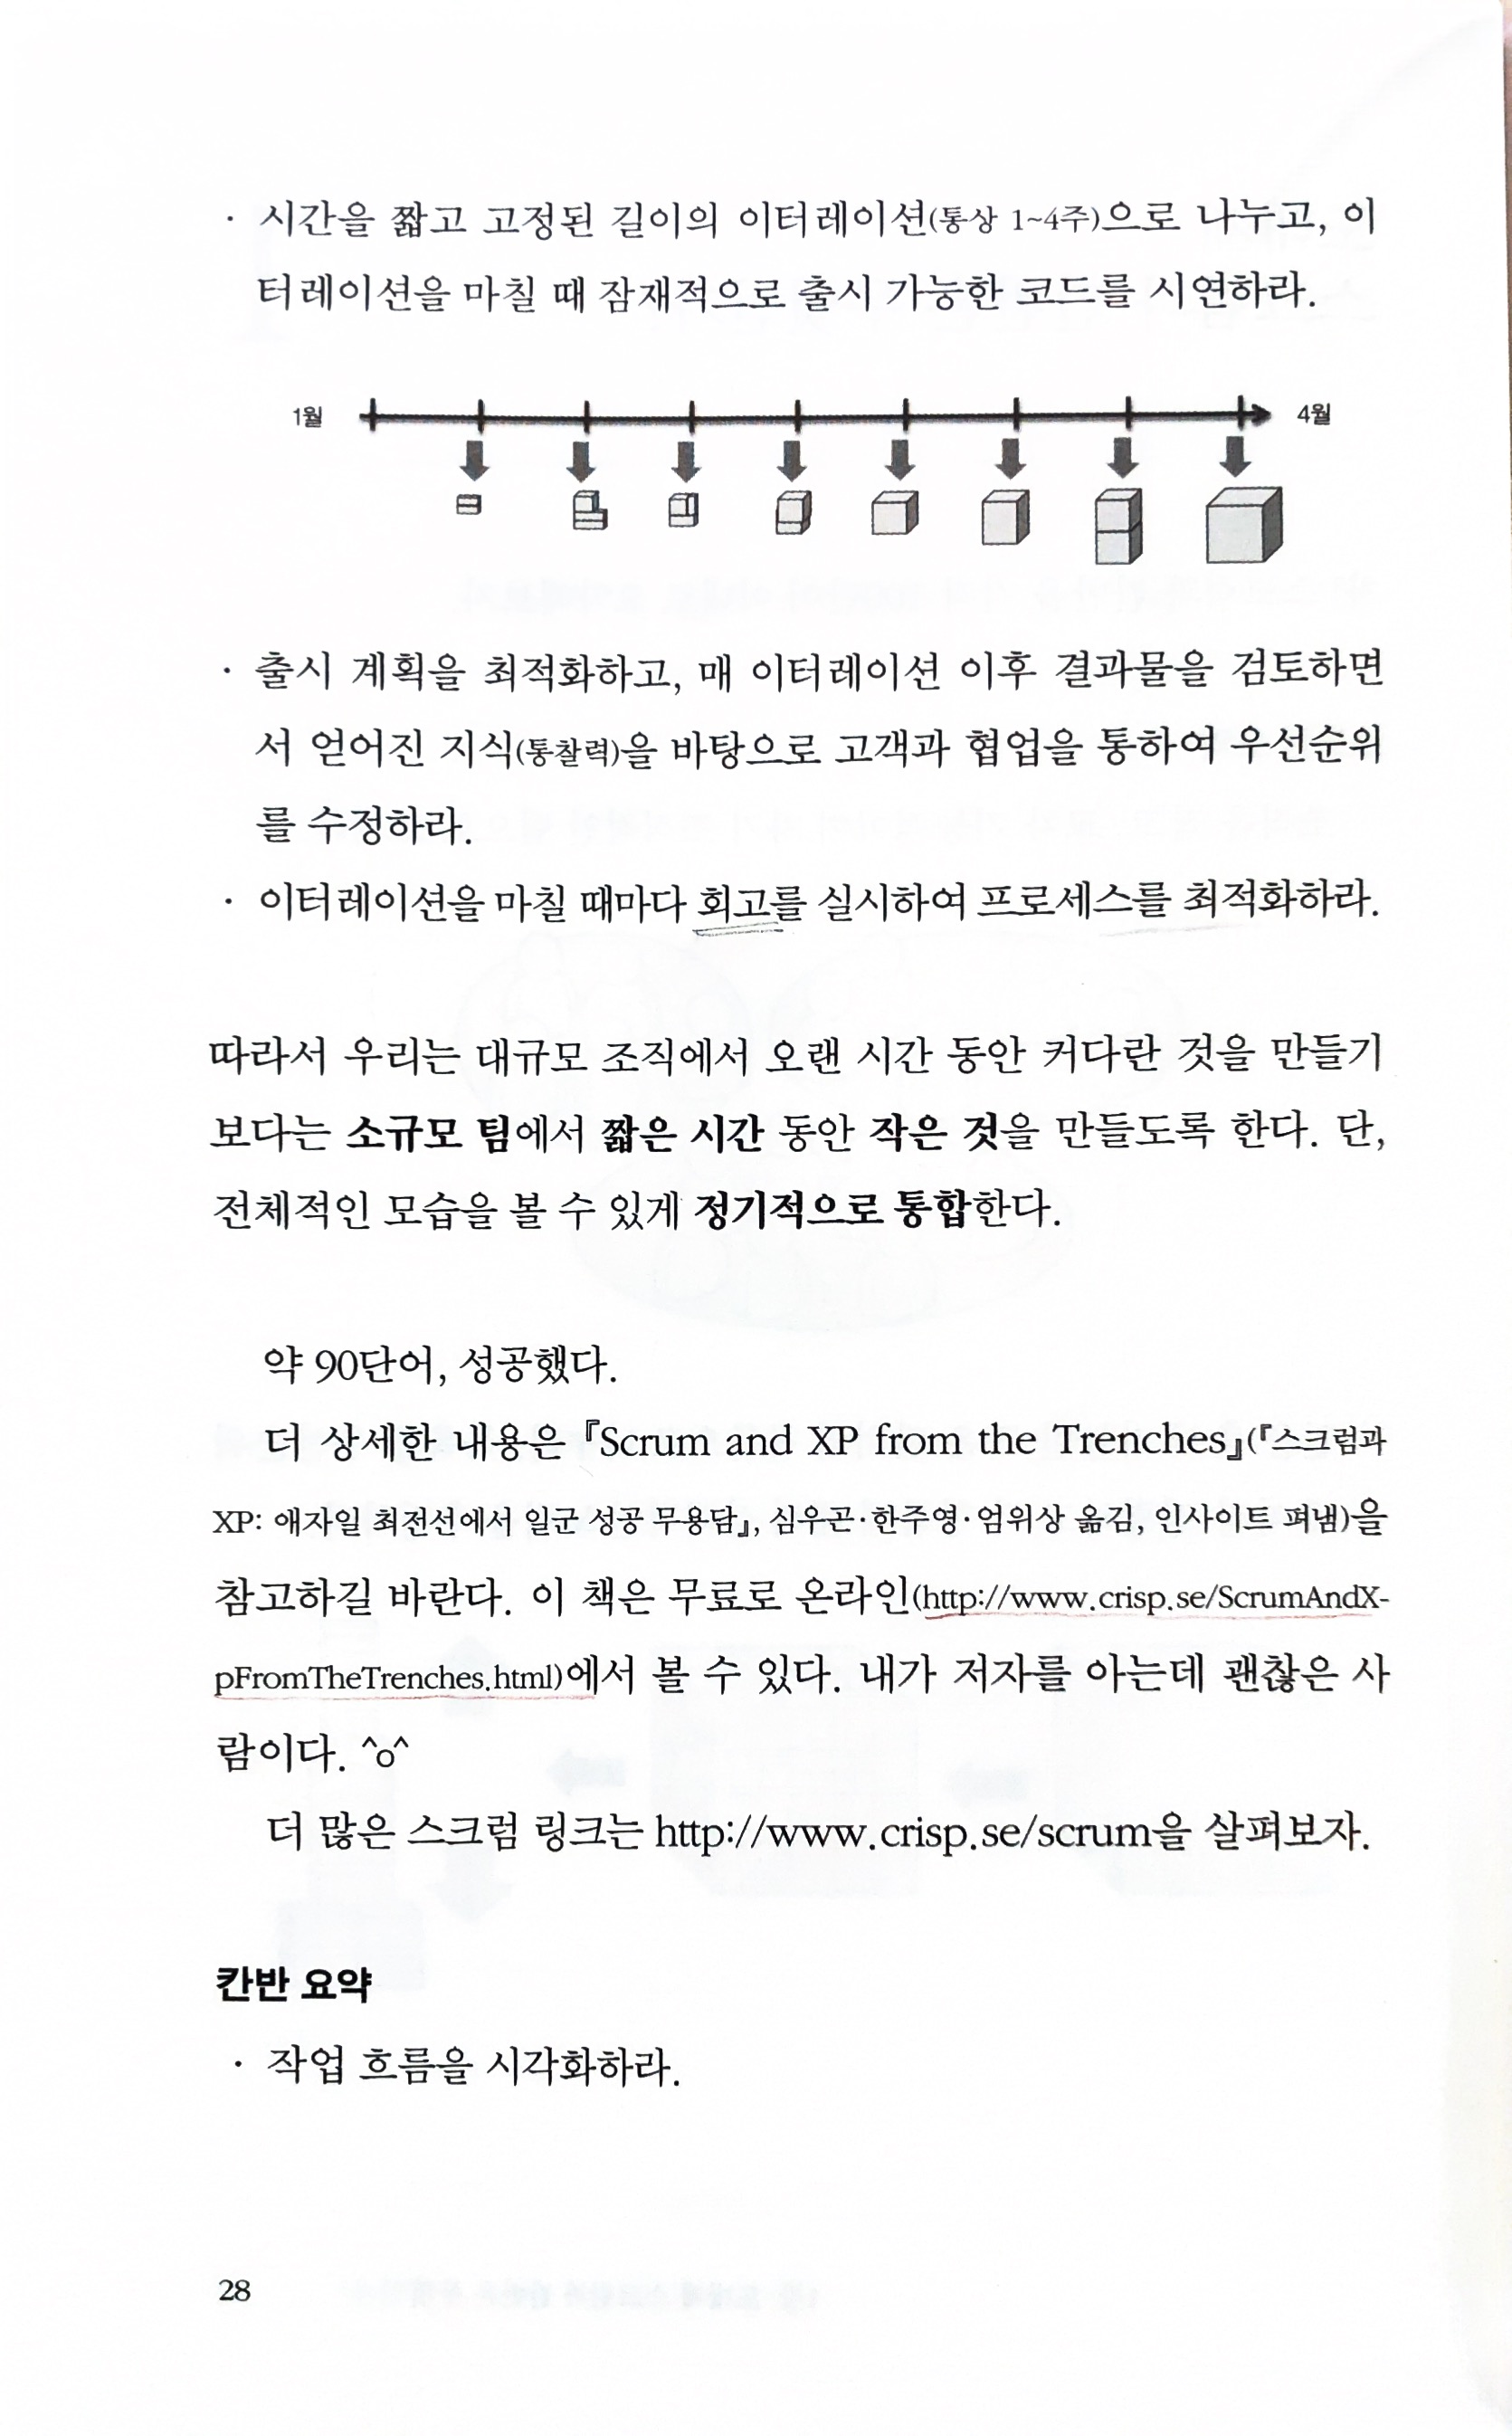 · 시간을 짧고 고정된 길이의 이터레이션(통상 1~4주)으로 나누고, 이
터레이션을 마칠 때 잠재적으로 출시 가능한 코드를 시연하라.
1월 4월
· 출시 계획을 최적화하고, 매 이터레이션 이후 결과물을 검토하면
서 얻어진 지식(통찰력)을 바탕으로 고객과 협업을 통하여 우선순위
를 수정하라.
· 이터레이션을 마칠 때마다 회고를 실시하여 프로세스를 최적화하라.
따라서 우리는 대규모 조직에서 오랜 시간 동안 커다란 것을 만들기
보다는 소규모 팀에서 짧은 시간 동안 작은 것을 만들도록 한다. 단,
전체적인 모습을 볼 수 있게 정기적으로 통합한다.
약 90단어, 성공했다.
더 상세한 내용은 『Scrum and XP from the Trenches』(『스크럼과
XP: 애자일 최전선에서 일군 성공 무용담』, 심우곤·한주영·엄위상 옮김, 인사이트 펴냄)을
참고하길 바란다. 이 책은 무료로 온라인(http://www.crisp.se/ScrumAndX-
pFromTheTrenches.html)에서 볼 수 있다. 내가 저자를 아는데 괜찮은 사
람이다. ^o^
더 많은 스크럼 링크는 http://www.crisp.se/scrum을 살펴보자.
칸반 요약
· 작업 흐름을 시각화하라.
28